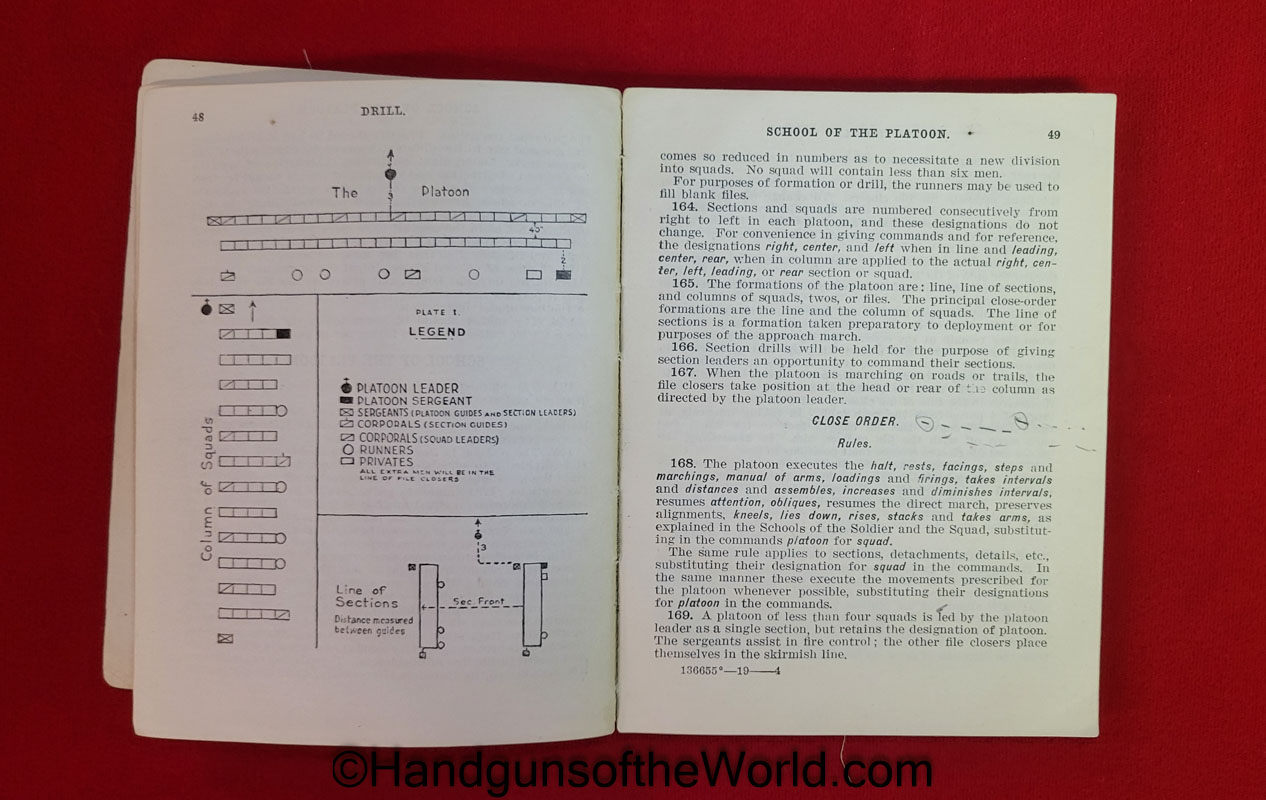 48
DRILL.
The Platoon
3
45"
2
PLATE 1.
LEGEND
PLATOON LEADER
PLATOON SERGEANT
SERGEANTS (PLATOON GUIDES AND SECTION LEADERS)
CORPORALS (SECTION GUIDES)
CORPORALS (SQUAD LEADERS)
RUNNERS
PRIVATES
ALL EXTRA MEN WILL BE IN THE
LINE OF FILE CLOSERS
Column of Squads
3
Line of
Sections
Sec. Front
Distance measured
between guides
SCHOOL OF THE PLATOON. 49
comes so reduced in numbers as to necessitate a new division
into squads. No squad will contain less than six men.
For purposes of formation or drill, the runners may be used to
fill blank files.
164. Sections and squads are numbered consecutively from
right to left in each platoon, and these designations do not
change. For convenience in giving commands and for reference,
the designations right, center, and left when in line and leading,
center, rear, when in column are applied to the actual right, cen-
ter, left, leading, or rear section or squad.
165. The formations of the platoon are: line, line of sections,
and columns of squads, twos, or files. The principal close-order
formations are the line and the column of squads. The line of
sections is a formation taken preparatory to deployment or for
purposes of the approach march.
166. Section drills will be held for the purpose of giving
section leaders an opportunity to command their sections.
167. When the platoon is marching on roads or trails, the
file closers take position at the head or rear of the column as
directed by the platoon leader.
CLOSE ORDER.
Rules.
168. The platoon executes the halt, rests, facings, steps and
marchings, manual of arms, loadings and firings, takes intervals
and distances and assembles, increases and diminishes intervals,
resumes attention, obliques, resumes the direct march, preserves
alignments, kneels, lies down, rises, stacks and takes arms, as
explained in the Schools of the Soldier and the Squad, substitut-
ing in the commands platoon for squad.
The same rule applies to sections, detachments, details, etc.,
substituting their designation for squad in the commands. In
the same manner these execute the movements prescribed for
the platoon whenever possible, substituting their designations
for platoon in the commands.
169. A platoon of less than four squads is led by the platoon
leader as a single section, but retains the designation of platoon.
The sergeants assist in fire control; the other file closers place
themselves in the skirmish line.
136655°—19——4
©HandgunsoftheWorld.com